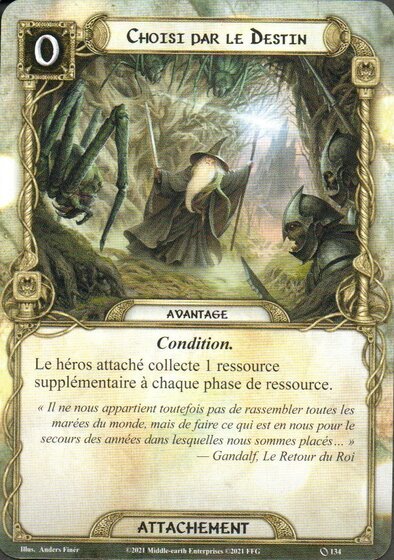 0
CHOISI PAR LE DESTIN
AVANTAGE
Condition.
Le héros attaché collecte 1 ressource
supplémentaire à chaque phase de ressource.
« Il ne nous appartient toutefois pas de rassembler toutes les
marées du monde, mais de faire ce qui est en nous pour le
secours des années dans lesquelles nous sommes placés… »
— Gandalf, Le Retour du Roi
ATTACHEMENT
Illus. Anders Finér
©2021 Middle-earth Enterprises ©2021 FFG
134